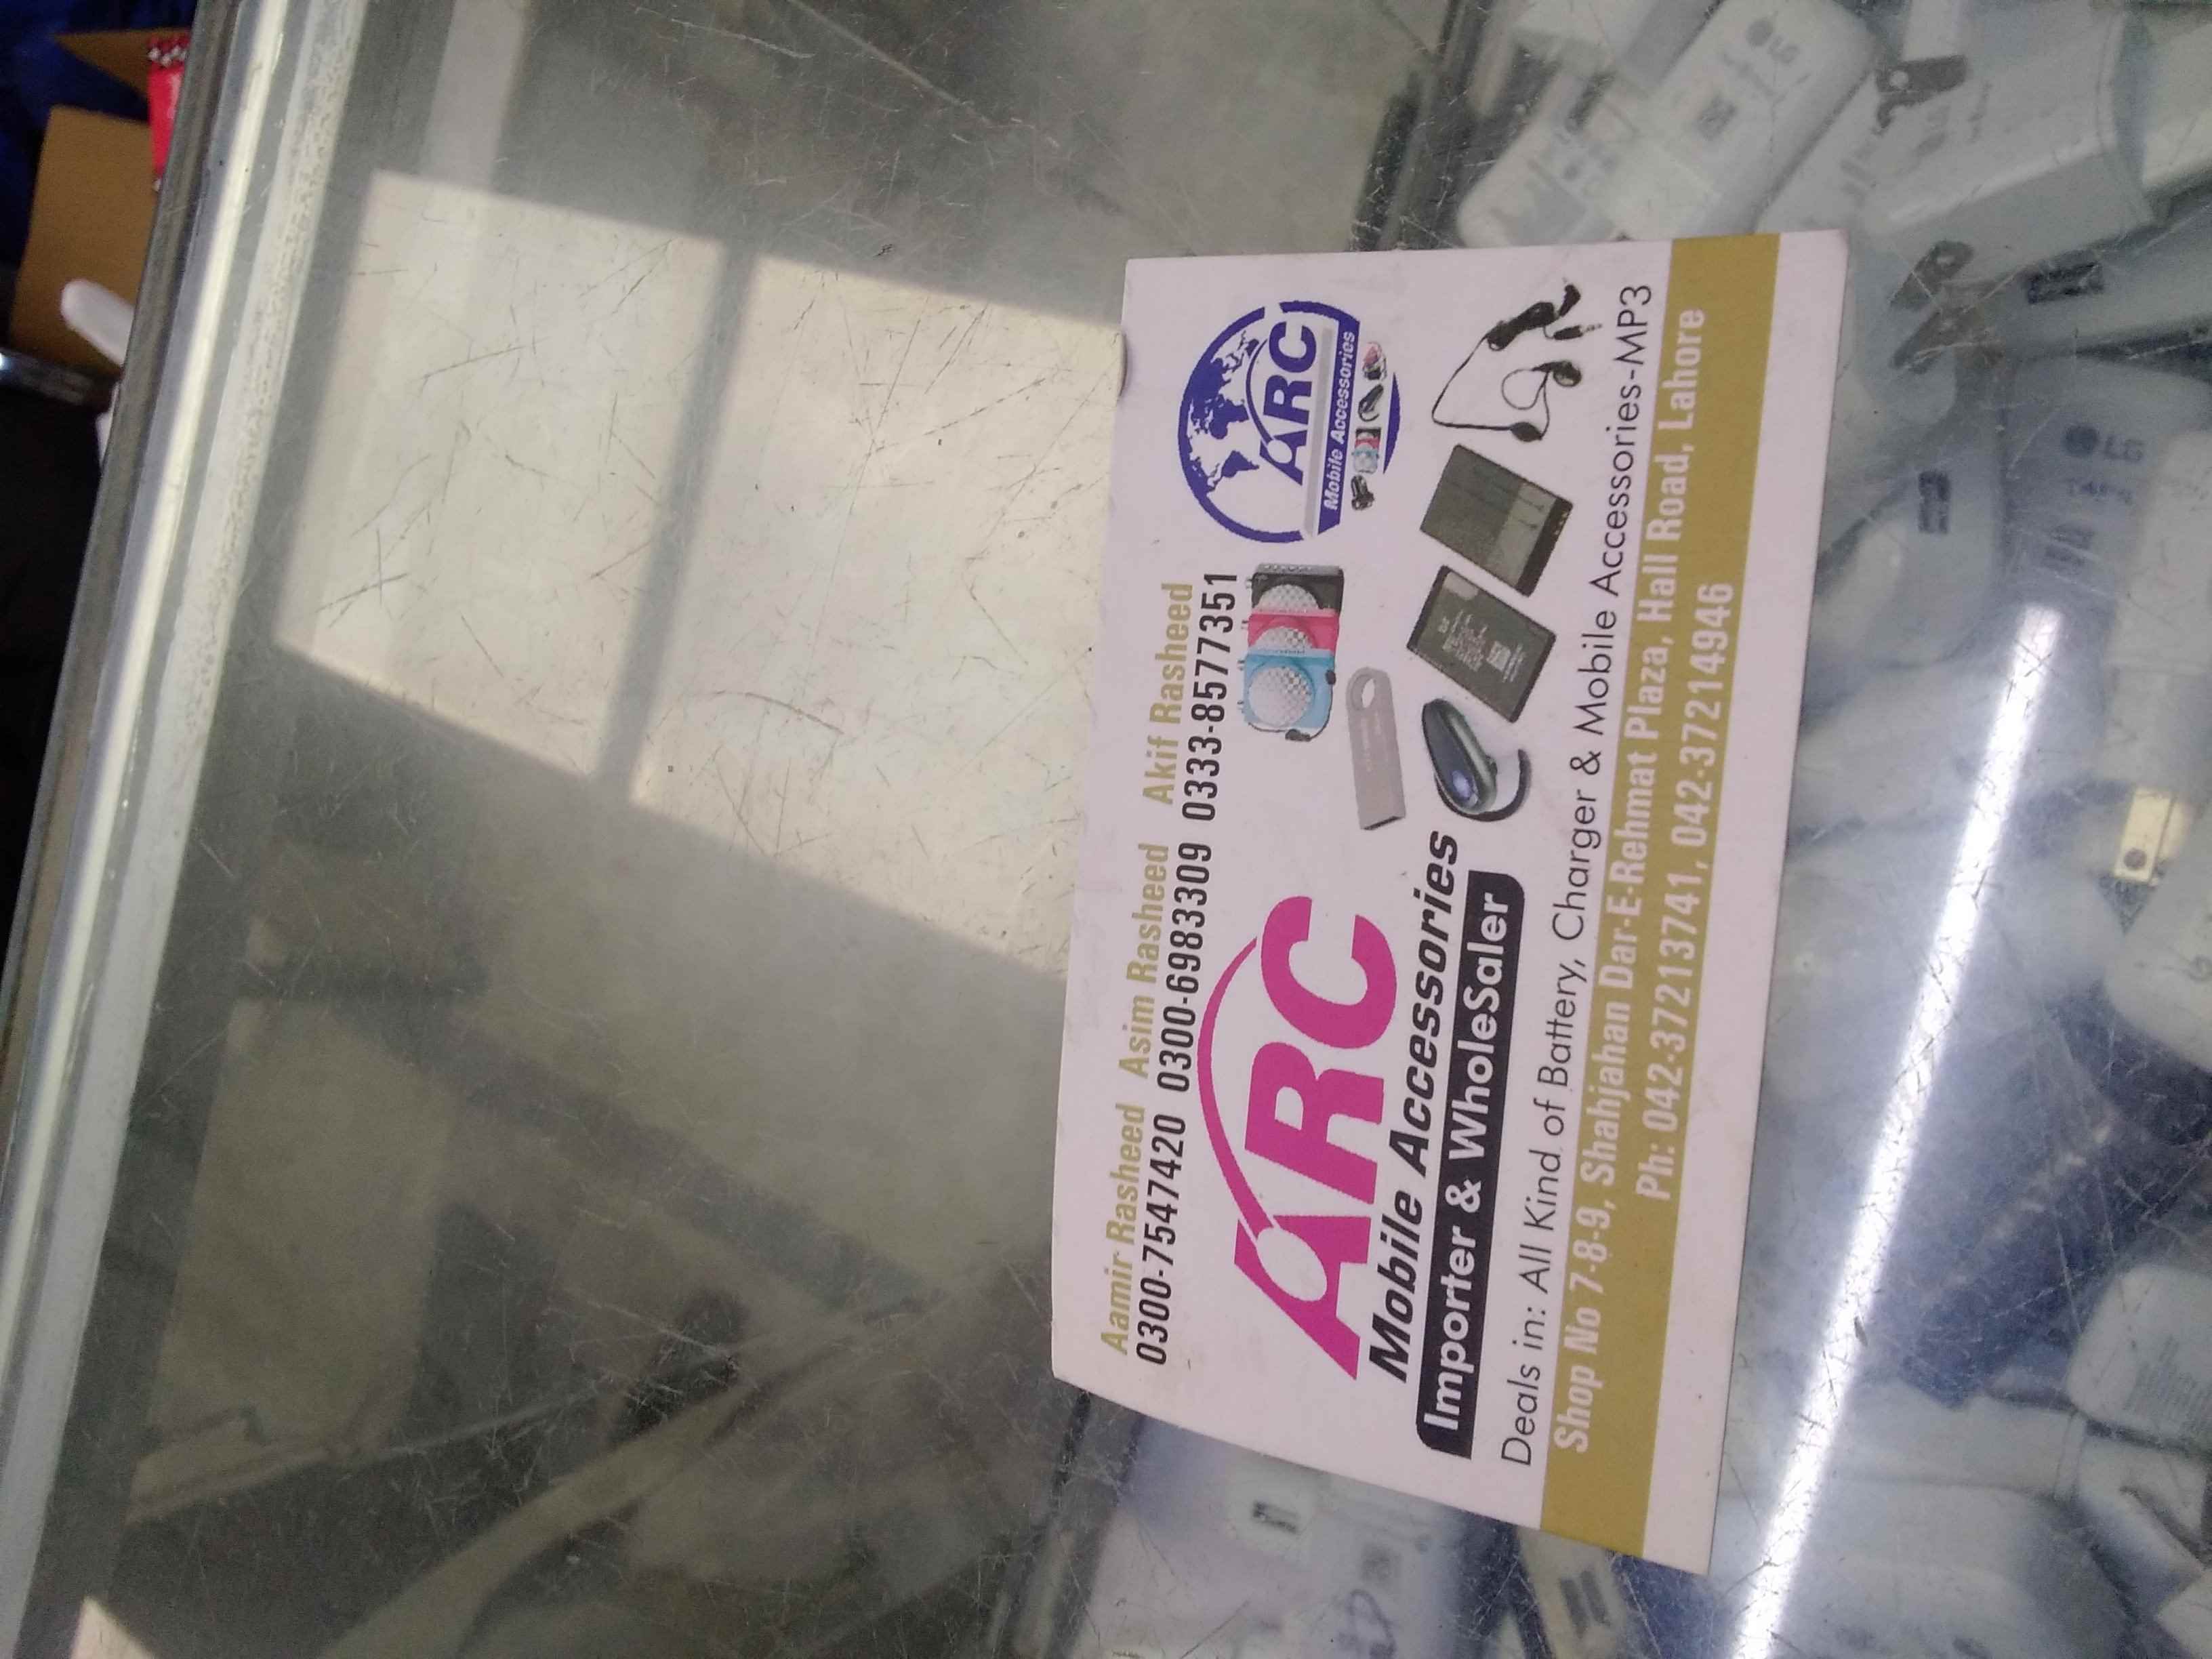 Aamir Rasheed Asim Rasheed Akif Rasheed
0300-7547420 0300-6983309 0333-8577351
ARC
Mobile Accessories
Importer & WholeSaler
ARC
Mobile Accessories
Deals in: All Kind of Battery, Charger & Mobile Accessories-MP3
Shop No 7-8-9, Shahjahan Dar-E-Rehmat Plaza, Hall Road, Lahore
Ph: 042-37213741, 042-37214946
LG